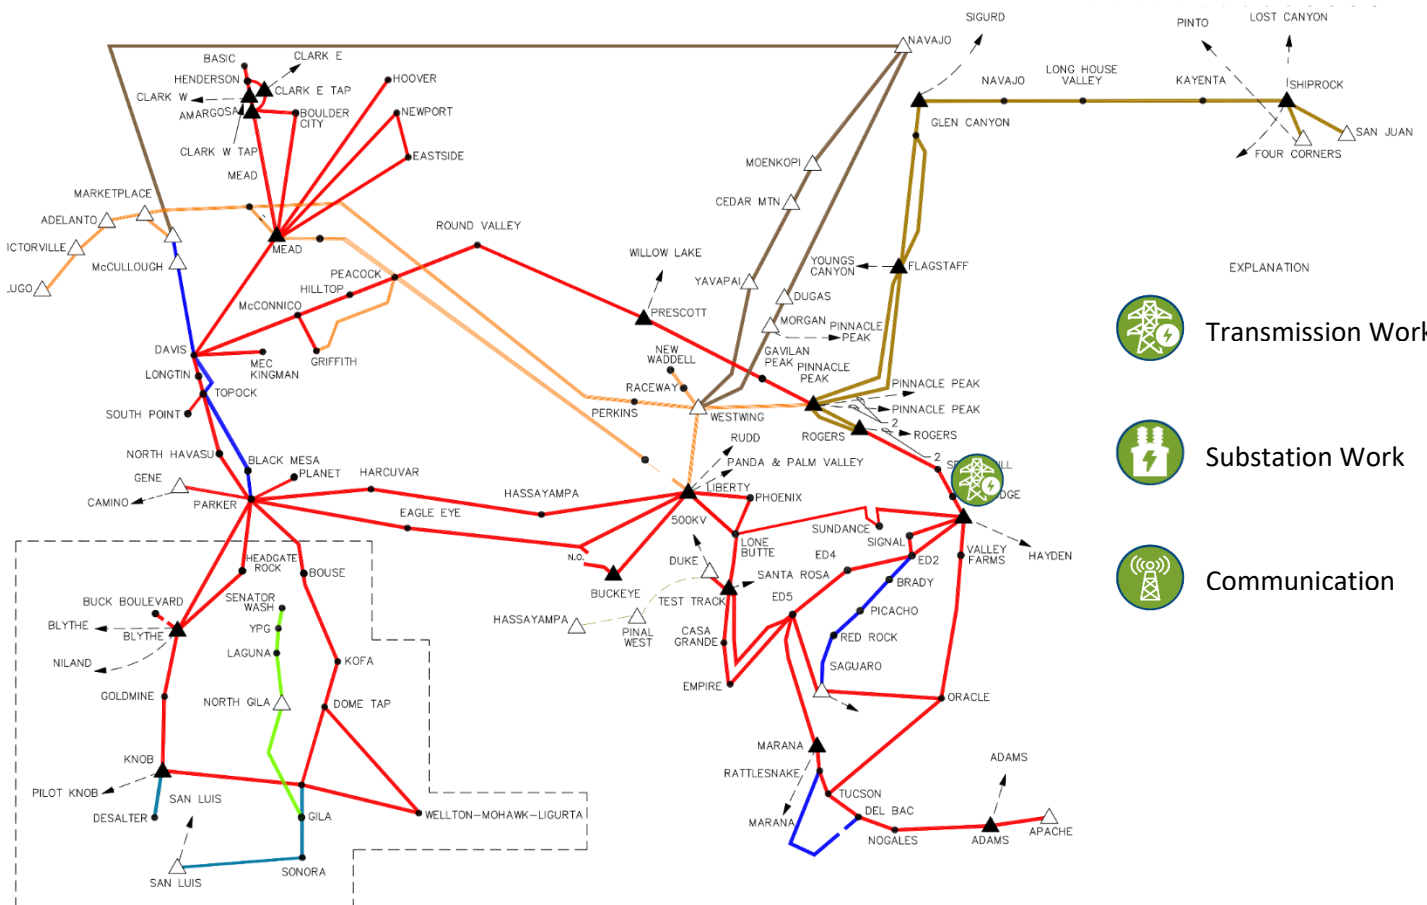 SIGURD
PINTO
LOST CANYON
BASIC
CLARK E
NAVAJO
HENDERSON
HOOVER
CLARK E TAP
CLARK W
NAVAJO
LONG HOUSE
VALLEY
KAYENTA
SHIPROCK
AMARGOSA
BOULDER
CITY
NEWPORT
GLEN CANYON
SAN JUAN
CLARK W TAP
FOUR CORNERS
EASTSIDE
MOENKOPI
MEAD
MARKETPLACE
CEDAR MTN
ADELANTO
ROUND VALLEY
ICTORVILLE
MEAD
WILLOW LAKE
McCULLOUGH
YOUNGS
CANYON
FLAGSTAFF
EXPLANATION
PEACOCK
HILLTOP
YAVAPAI
.UGO
DUGAS
McCONNICO
PRESCOTT
MORGAN
PINNACLE
PEAK
Transmission Work
DAVIS
MEC
KINGMAN
GRIFFITH
NEW
WADDELL
GAVILAN
PEAK
PINNACLE
PEAK
LONGTIN
RACEWAY
PINNACLE PEAK
TOPOCK
PERKINS
WESTWING
PINNACLE PEAK
SOUTH POINT
2
ROGERS
ROGERS
RUDD
NORTH HAVASU
BLACK MESA
2
PANDA & PALM VALLEY
Substation Work
GENE
PLANET
HARCUVAR
LIBERTY
CAMINO
PARKER
HASSAYAMPA
PHOENIX
EAGLE EYE
500KV
SUNDANCE
HAYDEN
LONE
BUTTE
SIGNAL
HEADGATE
ROCK
N.O.
ED4
ED2
VALLEY
FARMS
BOUSE
DUKE
SANTA ROSA
BRADY
Communication
BUCKEYE
TEST TRACK
ED5
BUCK BOULEVARD
SENATOR
WASH
PICACHO
BLYTHE
BLYTHE
YPG
HASSAYAMPA
PINAL
WEST
CASA
GRANDE
RED ROCK
NILAND
LAGUNA
KOFA
SAGUARO
GOLDMINE
EMPIRE
NORTH GILA
DOME TAP
ORACLE
KNOB
MARANA
ADAMS
RATTLESNAKE
PILOT KNOB
SAN LUIS
TUCSON
DESALTER
GILA
WELLTON-MOHAWK-LIGURTA
MARANA
DEL BAC
NOGALES
ADAMS
APACHE
SONORA
SAN LUIS